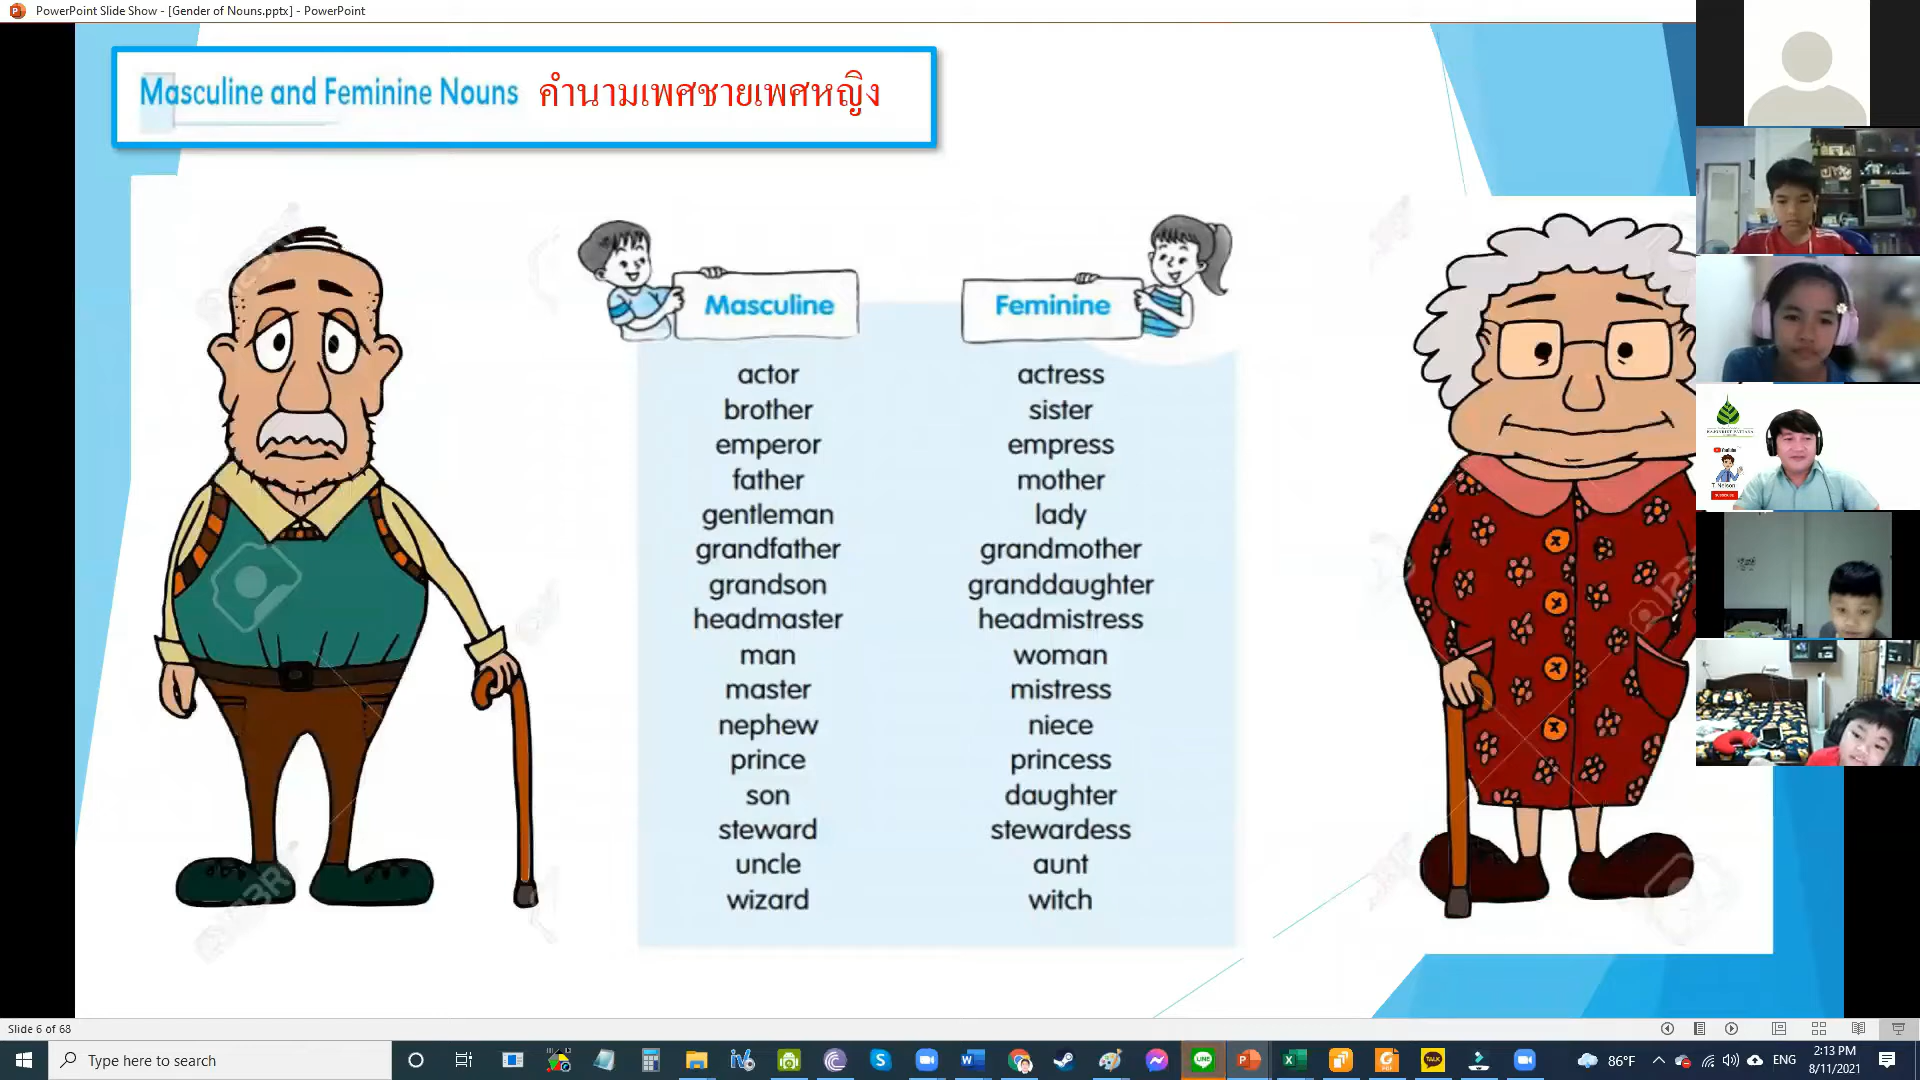 PowerPoint Slide Show - [Gender of Nouns.pptx] - PowerPoint
Masculine and Feminine Nouns คำนามเพศชายเพศหญิง
Masculine Feminine
actor actress
brother sister
emperor empress
father mother
gentleman lady
grandfather grandmother
grandson granddaughter
headmaster headmistress
man woman
master mistress
nephew niece
prince princess
son daughter
steward stewardess
uncle aunt
wizard witch
YouTube
T. Nelson
SUBSCRIBE
Slide 6 of 68
Type here to search
TALK
86°F
ENG
2:13 PM
8/11/2021